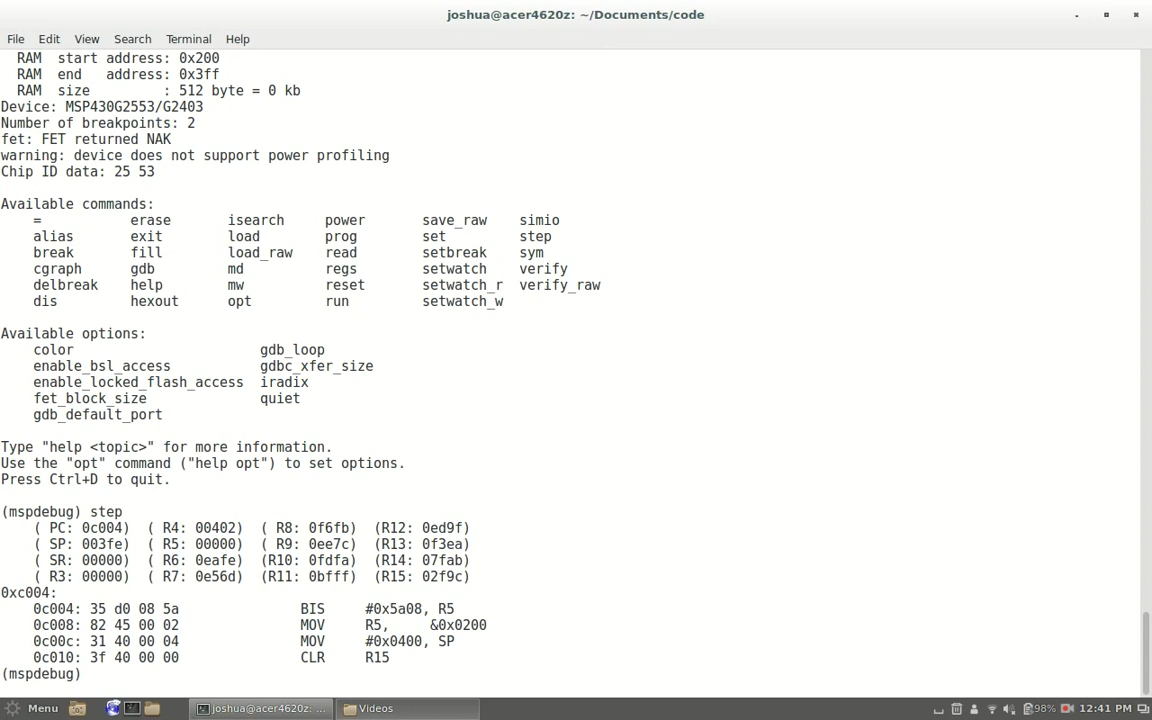 joshua@acer4620z: ~/Documents/code
File Edit View Search Terminal Help
RAM start address: 0x200
RAM end address: 0x3ff
RAM size : 512 byte = 0 kb
Device: MSP430G2553/G2403
Number of breakpoints: 2
fet: FET returned NAK
warning: device does not support power profiling
Chip ID data: 25 53
Available commands:
= erase isearch power save_raw simio
alias exit load prog set step
break fill load_raw read setbreak sym
cgraph gdb md regs setwatch verify
delbreak help mw reset setwatch_r verify_raw
dis hexout opt run setwatch_w
Available options:
color gdb_loop
enable_bsl_access gdbc_xfer_size
enable_locked_flash_access iradix
fet_block_size quiet
gdb_default_port
Type "help <topic>" for more information.
Use the "opt" command ("help opt") to set options.
Press Ctrl+D to quit.
(mspdebug) step
( PC: 0c004) ( R4: 00402) ( R8: 0f6fb) (R12: 0ed9f)
( SP: 003fe) ( R5: 00000) ( R9: 0ee7c) (R13: 0f3ea)
( SR: 00000) ( R6: 0eafe) (R10: 0fdfa) (R14: 07fab)
( R3: 00000) ( R7: 0e56d) (R11: 0bfff) (R15: 02f9c)
0xc004:
0c004: 35 d0 08 5a BIS #0x5a08, R5
0c008: 82 45 00 02 MOV R5, &0x0200
0c00c: 31 40 00 04 MOV #0x0400, SP
0c010: 3f 40 00 00 CLR R15
(mspdebug)
Menu joshua@acer4620z: ... Videos 98% 12:41 PM